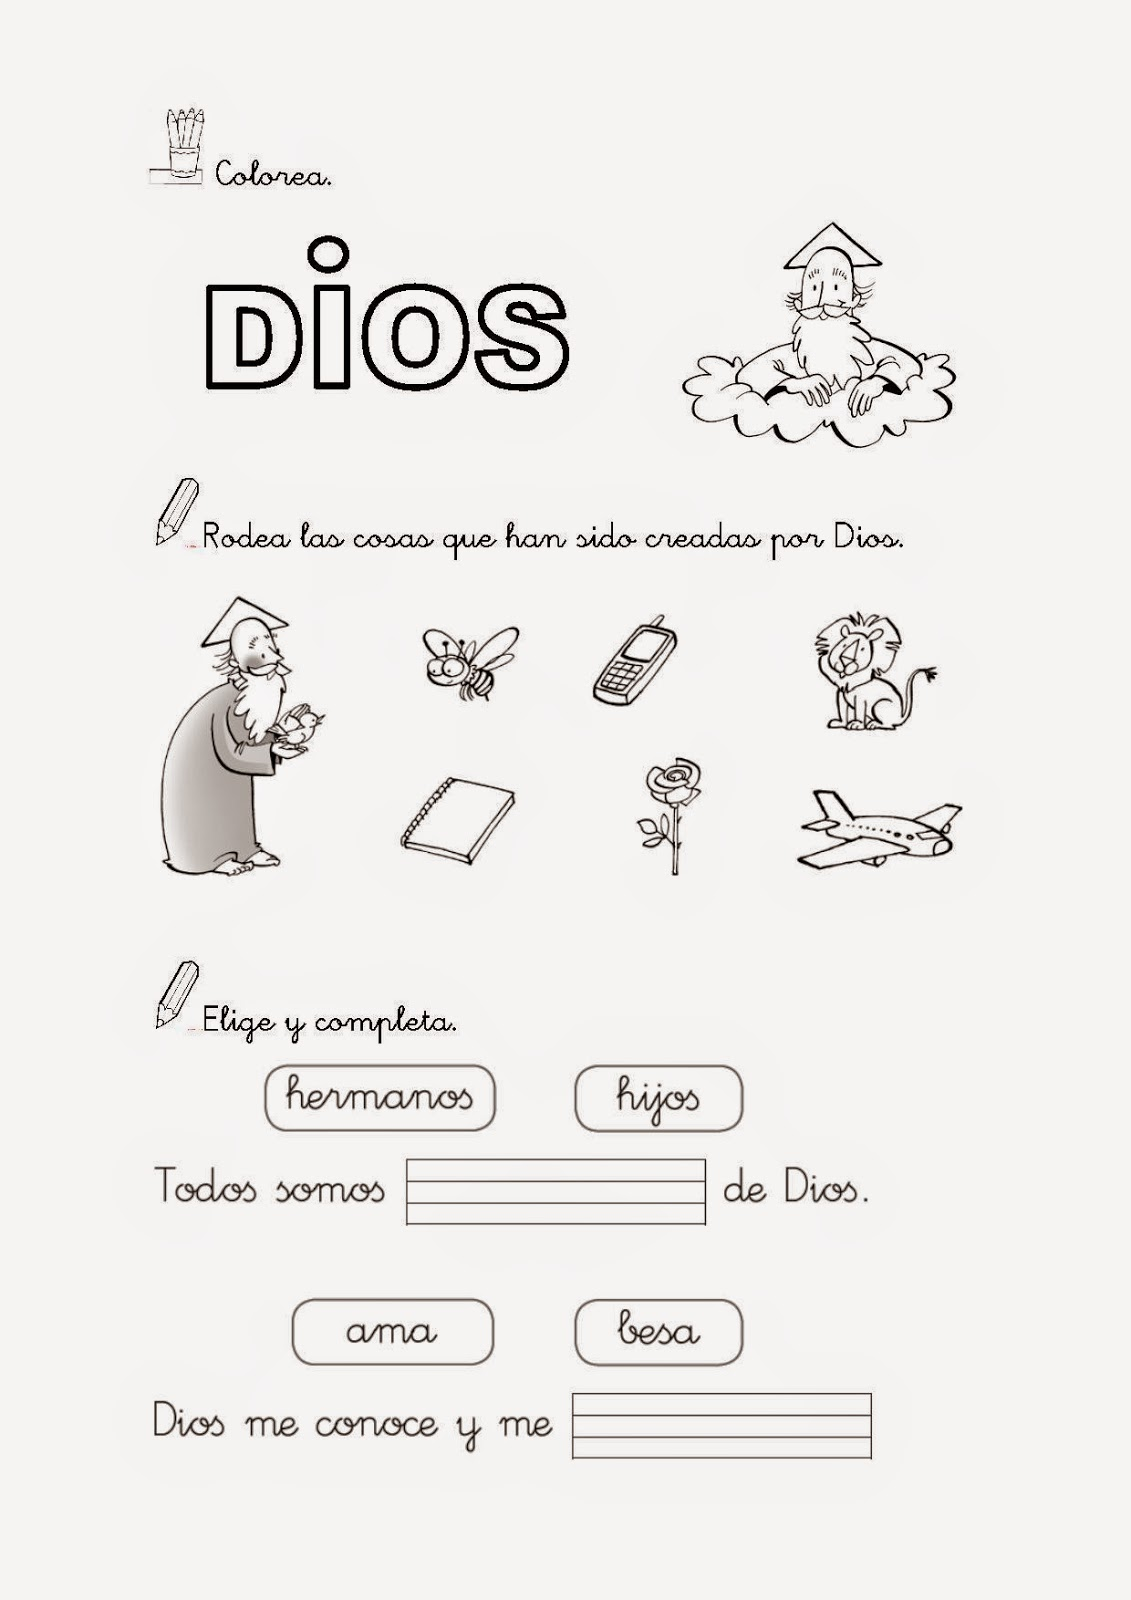 Colorea.
DiOS
Rodea las cosas que han sido creadas por Dios.
Elige y completa.
hermanos hijos
Todos somos de Dios.
ama besa
Dios me conoce y me